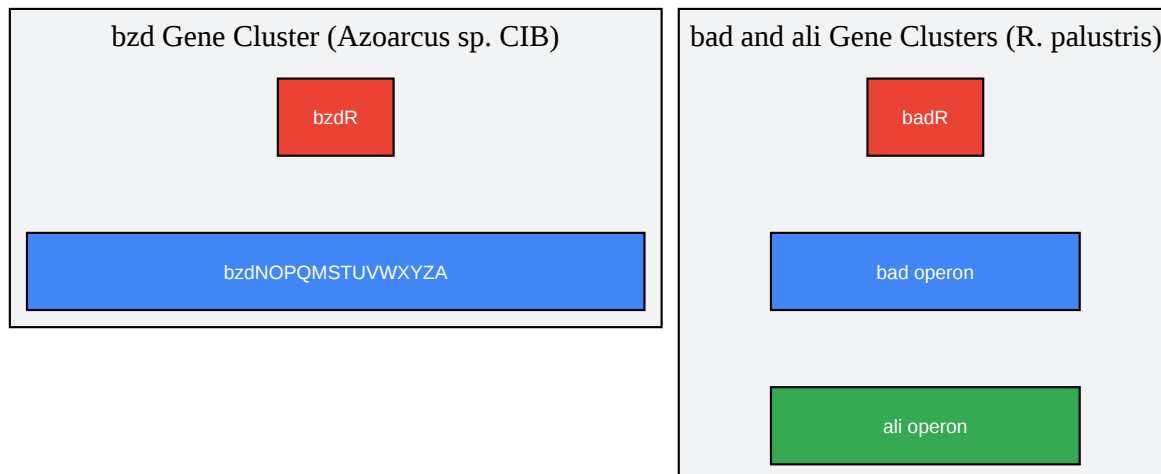 bzd Gene Cluster (Azoarcus sp. CIB)
bzdR
bzdNOPQMSTUVWXYZA
bad and ali Gene Clusters (R. palustris)
badR
bad operon
ali operon